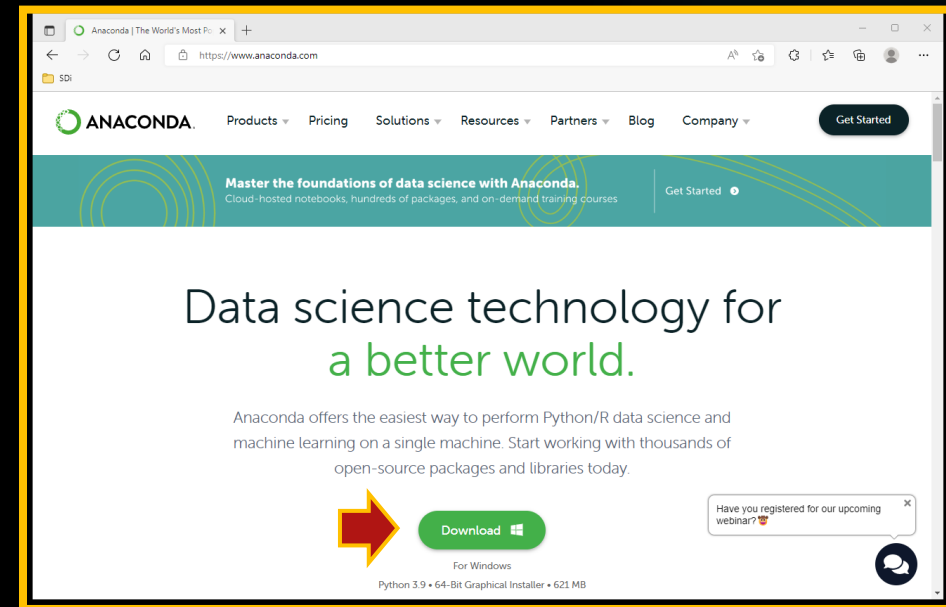 Anaconda | The World's Most Po
https://www.anaconda.com
SDi
ANACONDA.
Products Pricing Solutions Resources Partners Blog Company Get Started
Master the foundations of data science with Anaconda.
Cloud-hosted notebooks, hundreds of packages, and on-demand training courses
Get Started
Data science technology for
a better world.
Anaconda offers the easiest way to perform Python/R data science and
machine learning on a single machine. Start working with thousands of
open-source packages and libraries today.
Download
For Windows
Python 3.9 • 64-Bit Graphical Installer • 621 MB
Have you registered for our upcoming
webinar?